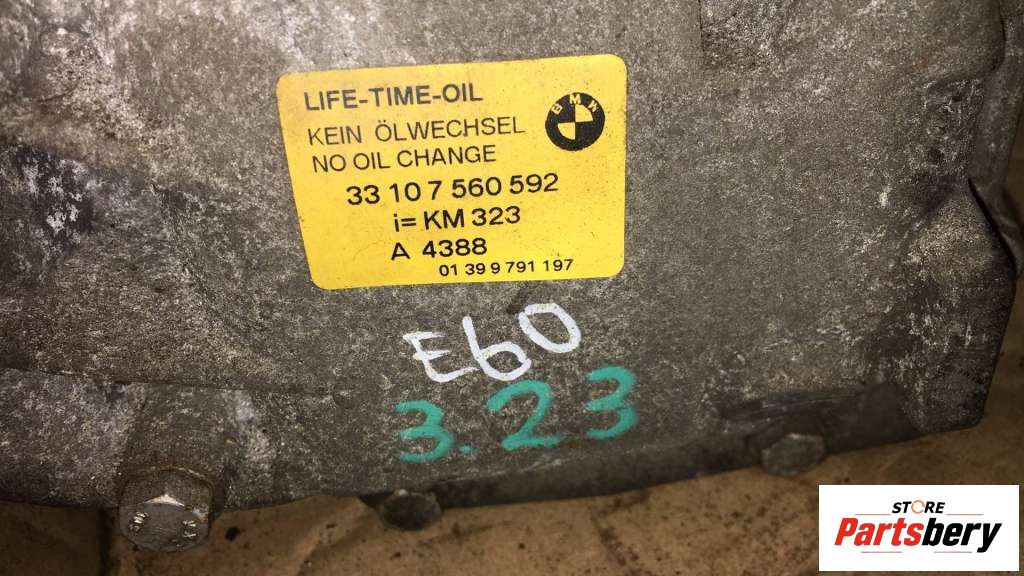 LIFE-TIME-OIL
BMW
KEIN ÖLWECHSEL
NO OIL CHANGE
33 10 7 560 592
i= KM 323
A 4388
01 39 9 791 197
E60
3.23
STORE
Partsbery